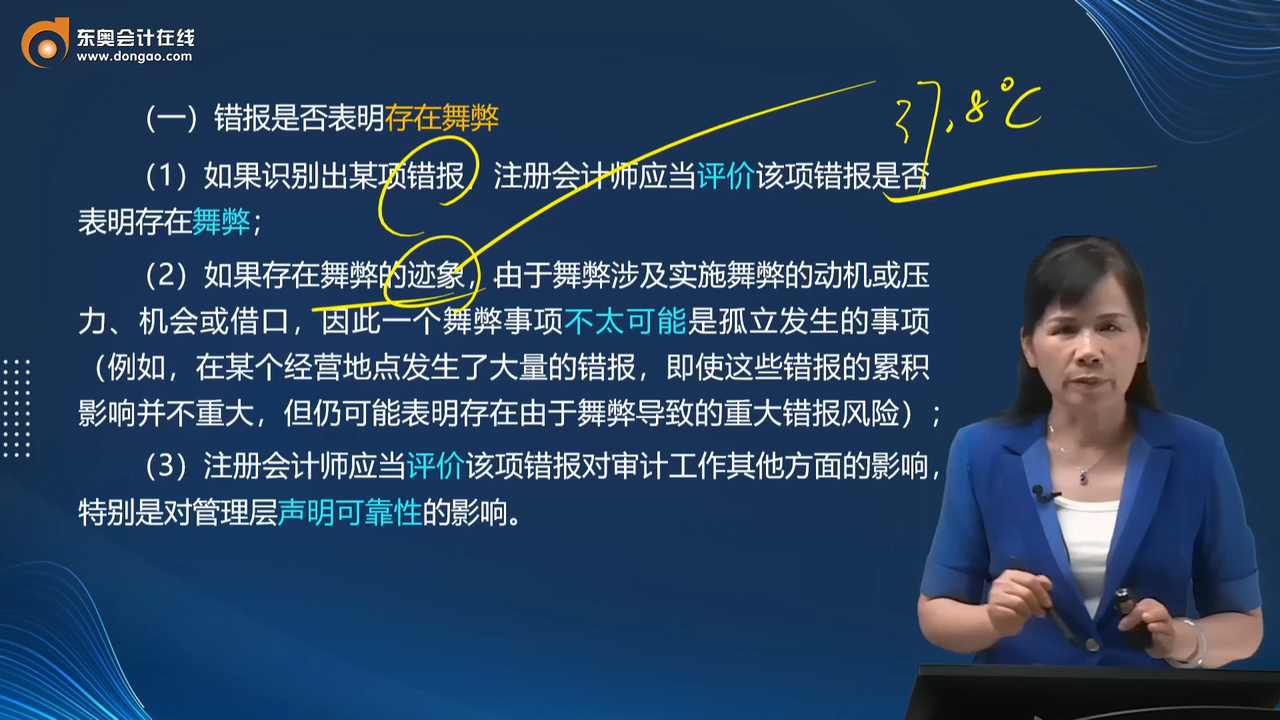 东奥会计在线
www.dongao.com
37.8°C
（一）错报是否表明存在舞弊
（1）如果识别出某项错报，注册会计师应当评价该项错报是否
表明存在舞弊；
（2）如果存在舞弊的迹象，由于舞弊涉及实施舞弊的动机或压
力、机会或借口，因此一个舞弊事项不太可能是孤立发生的事项
（例如，在某个经营地点发生了大量的错报，即使这些错报的累积
影响并不重大，但仍可能表明存在由于舞弊导致的重大错报风险）；
（3）注册会计师应当评价该项错报对审计工作其他方面的影响，
特别是对管理层声明可靠性的影响。